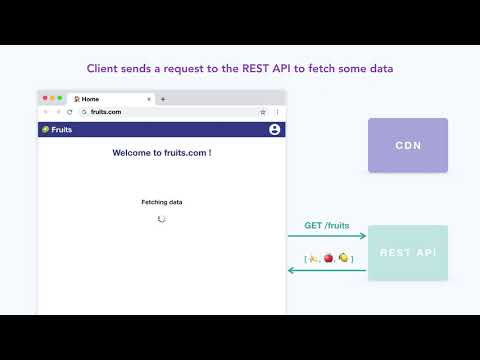 Client sends a request to the REST API to fetch some data
Home
fruits.com
Fruits
Welcome to fruits.com !
CDN
Fetching data
GET /fruits
REST API
[ 🍌, 🍎, 🍋 ]